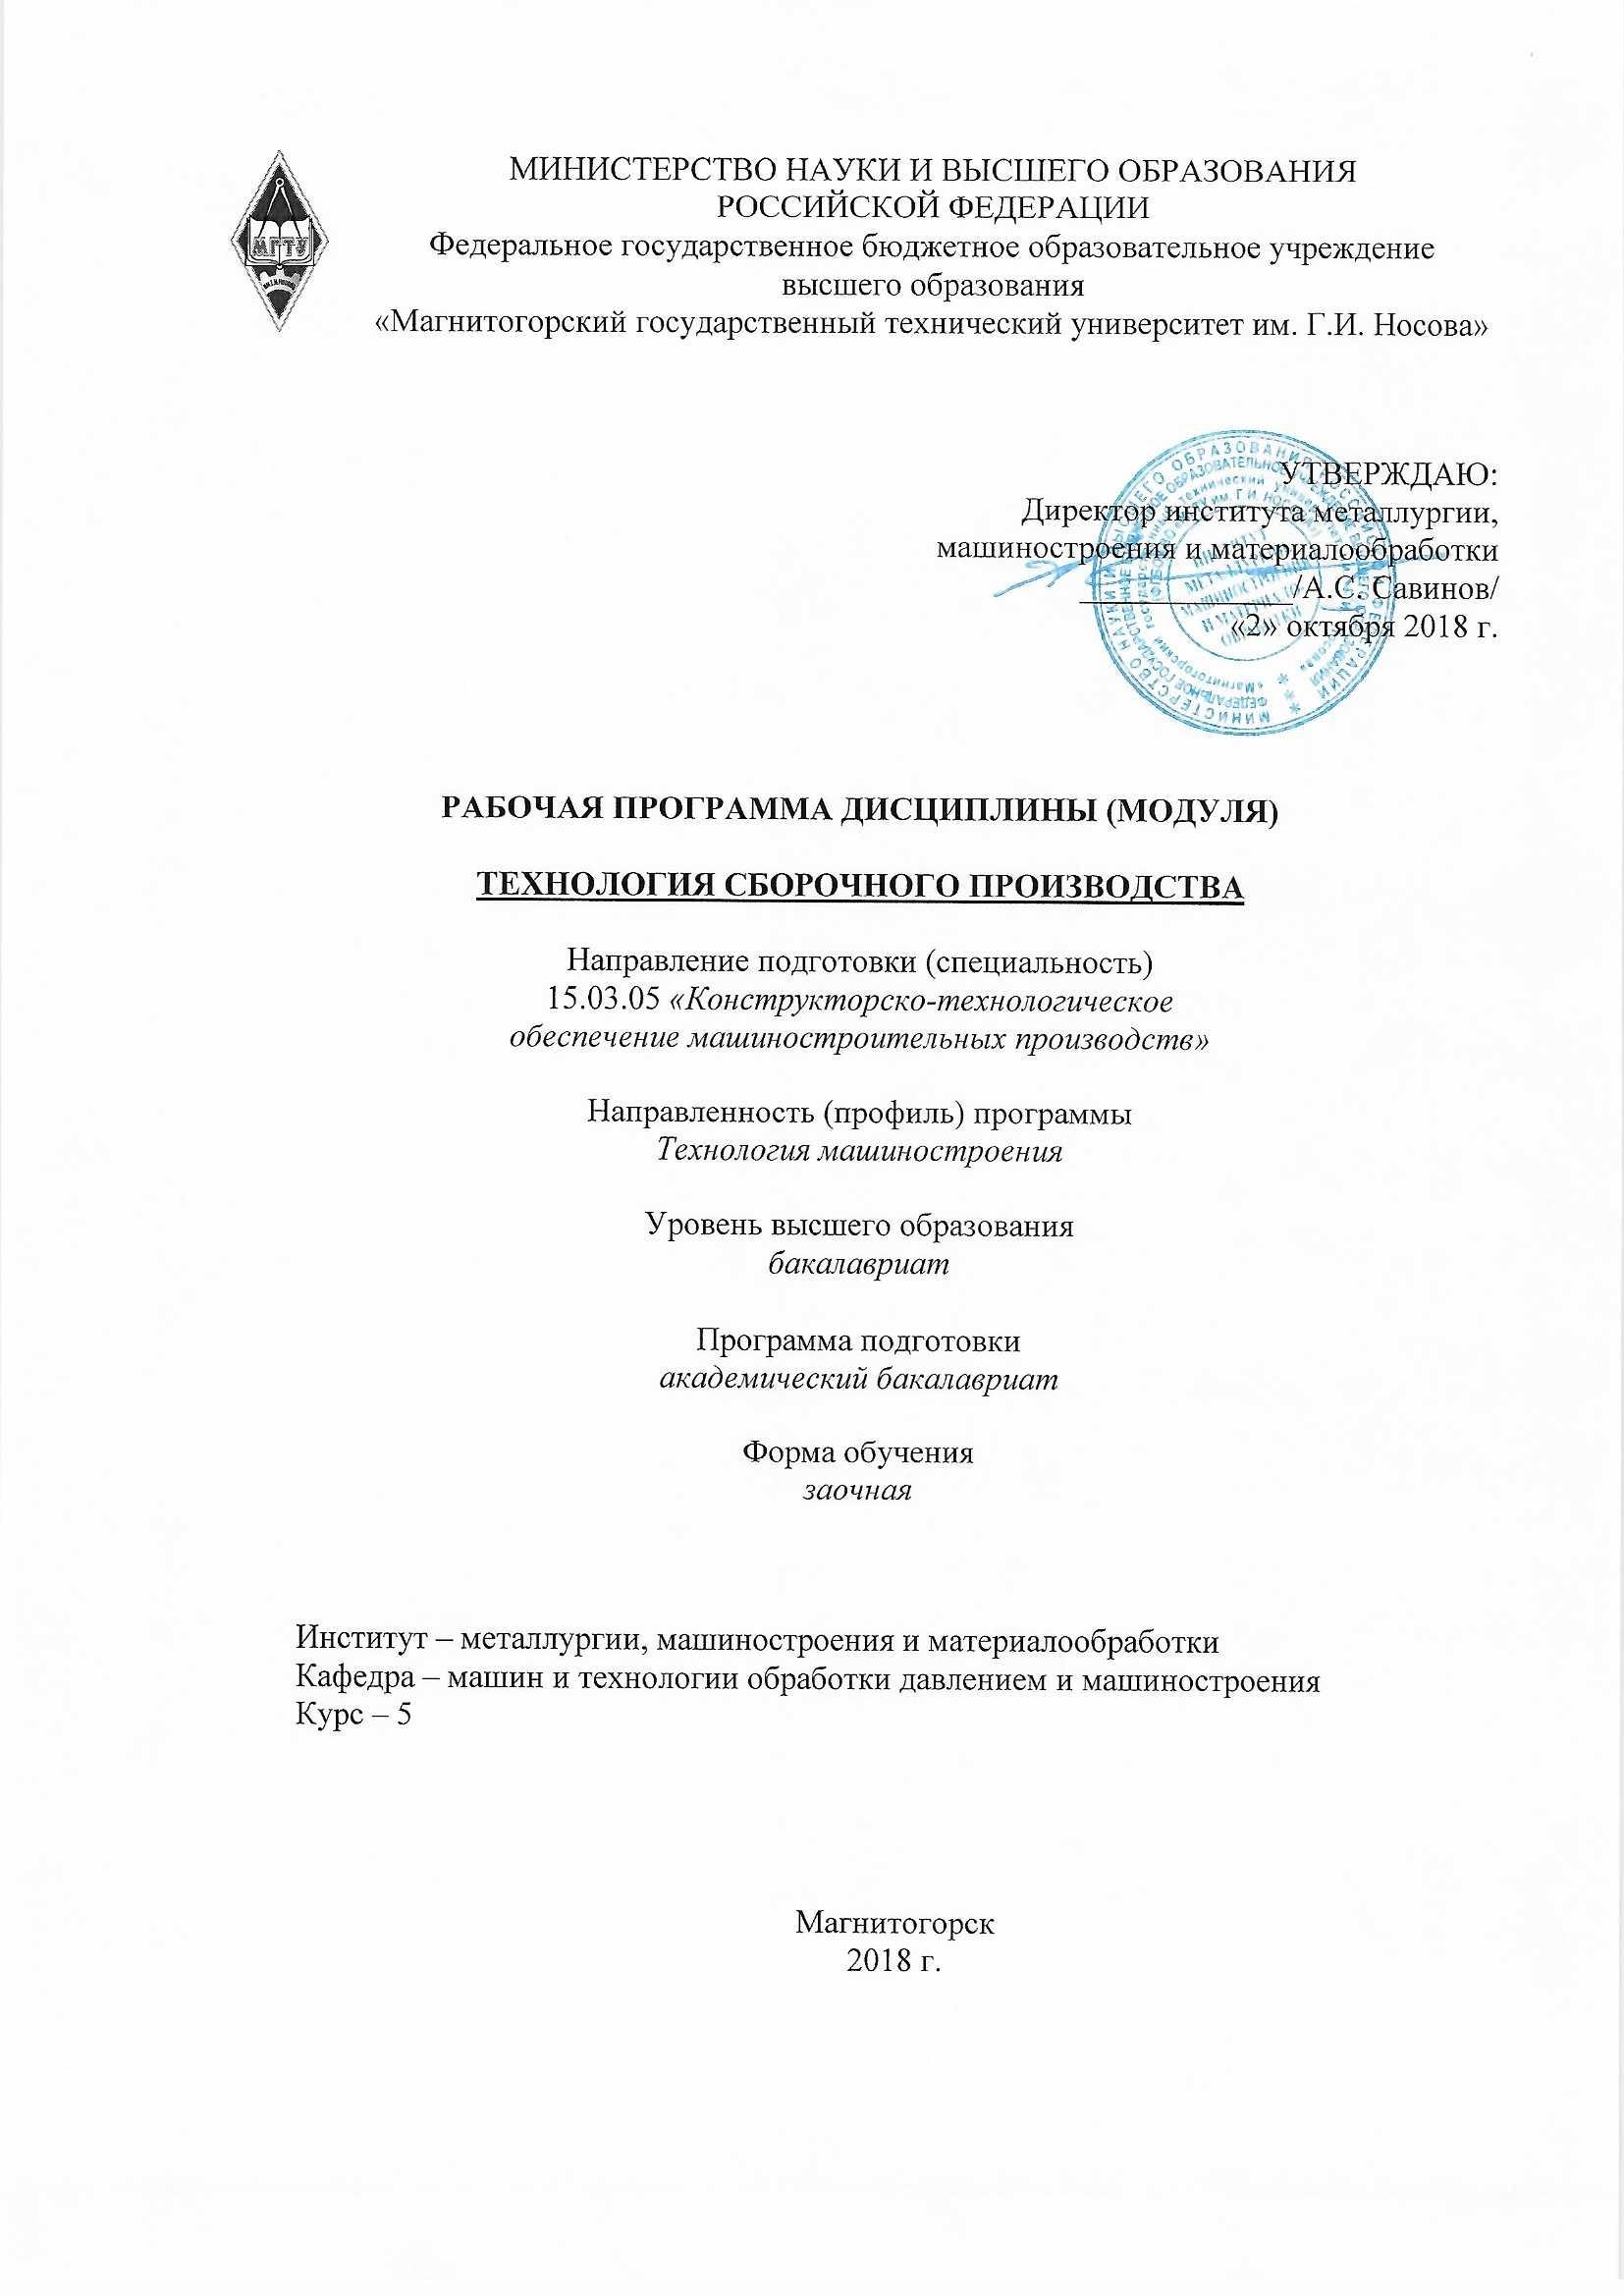 МИНИСТЕРСТВО НАУКИ И ВЫСШЕГО ОБРАЗОВАНИЯ
РОССИЙСКОЙ ФЕДЕРАЦИИ
Федеральное государственное бюджетное образовательное учреждение
высшего образования
«Магнитогорский государственный технический университет им. Г.И. Носова»
МГТУ
УТВЕРЖДАЮ:
Директор института металлургии,
машиностроения и материалообработки
/А.С. Савинов/
«2» октября 2018 г.
РАБОЧАЯ ПРОГРАММА ДИСЦИПЛИНЫ (МОДУЛЯ)
ТЕХНОЛОГИЯ СБОРОЧНОГО ПРОИЗВОДСТВА
Направление подготовки (специальность)
15.03.05 «Конструкторско-технологическое
обеспечение машиностроительных производств»
Направленность (профиль) программы
Технология машиностроения
Уровень высшего образования
бакалавриат
Программа подготовки
академический бакалавриат
Форма обучения
заочная
Институт – металлургии, машиностроения и материалообработки
Кафедра – машин и технологии обработки давлением и машиностроения
Курс – 5
Магнитогорск
2018 г.